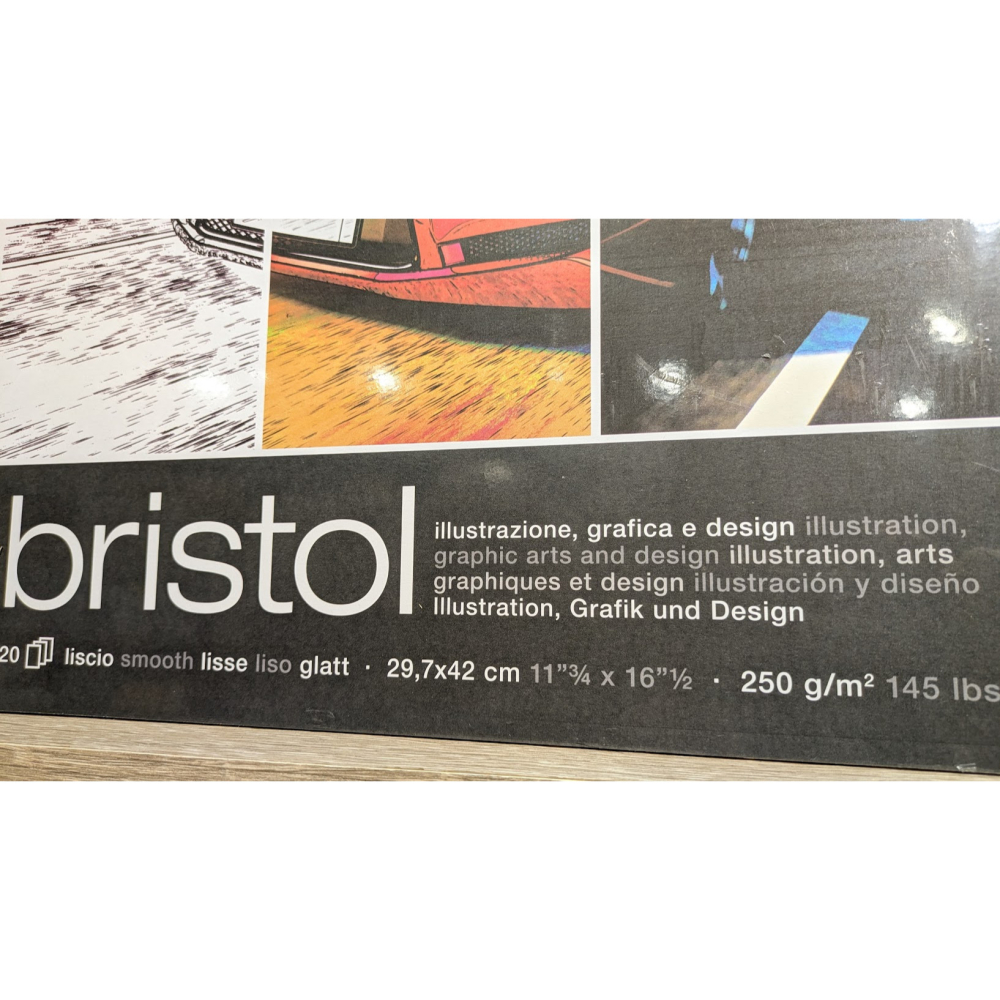 bristol
illustrazione, grafica e design illustration,
graphic arts and design illustration, arts
graphiques et design illustración y diseño
Illustration, Grafik und Design
20 liscio smooth lisse liso glatt · 29,7x42 cm 11”¾ x 16”½ · 250 g/m² 145 lbs